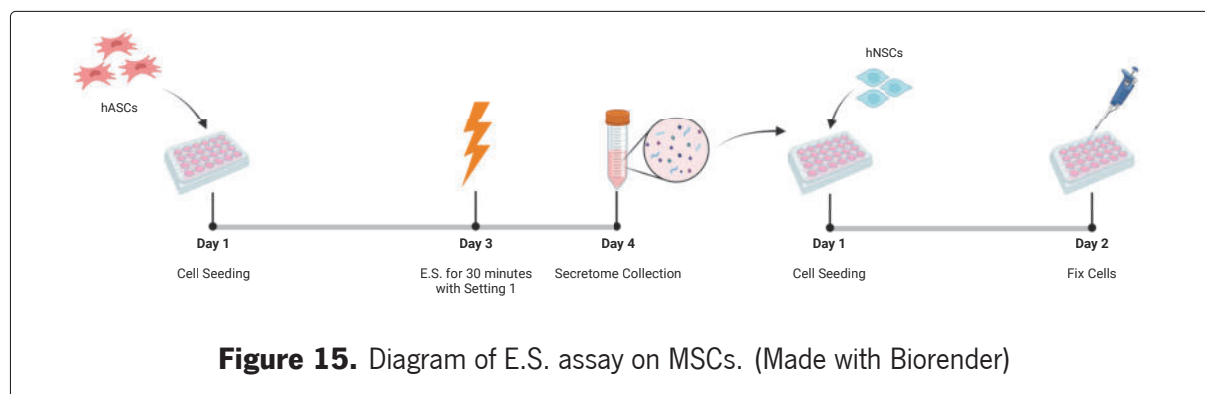 hASCs
hNSCs
Day 1
Day 3
Day 4
Day 1
Day 2
Cell Seeding
E.S. for 30 minutes
with Setting 1
Secretome Collection
Cell Seeding
Fix Cells
Figure 15. Diagram of E.S. assay on MSCs. (Made with Biorender)